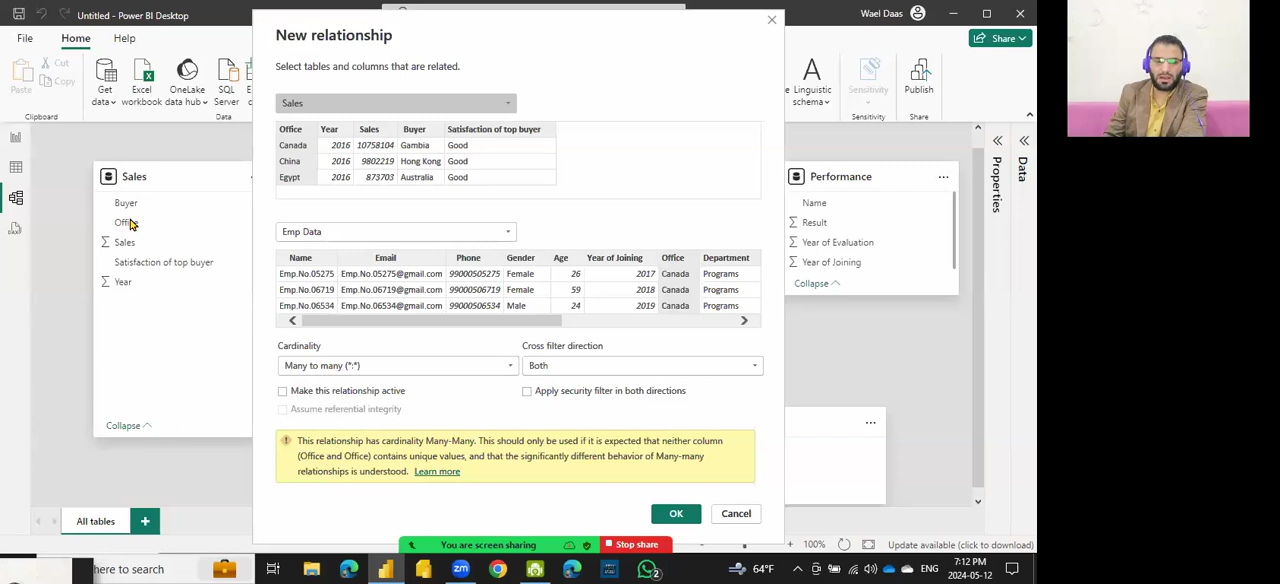 Untitled - Power BI Desktop
Wael Daas
File Home Help
Share
Paste
Cut
Copy
Clipboard
Get data
Excel workbook
OneLake data hub
SQL Server
Data
Linguistic schema
Sensitivity
Sensitivity
Publish
Share
New relationship
Select tables and columns that are related.
Sales
Office Year Sales Buyer Satisfaction of top buyer
Canada 2016 10758104 Gambia Good
China 2016 9802219 Hong Kong Good
Egypt 2016 873703 Australia Good
Emp Data
Name Email Phone Gender Age Year of Joining Office Department
Emp.No.05275 Emp.No.05275@gmail.com 99000505275 Female 26 2017 Canada Programs
Emp.No.06719 Emp.No.06719@gmail.com 99000506719 Female 59 2018 Canada Programs
Emp.No.06534 Emp.No.06534@gmail.com 99000506534 Male 24 2019 Canada Programs
Cardinality
Many to many (*:*)
Cross filter direction
Both
Make this relationship active
Apply security filter in both directions
Assume referential integrity
This relationship has cardinality Many-Many. This should only be used if it is expected that neither column
(Office and Office) contains unique values, and that the significantly different behavior of Many-many
relationships is understood. Learn more
OK Cancel
Sales
Buyer
Sales
Satisfaction of top buyer
Year
Collapse
Performance
Name
Result
Year of Evaluation
Year of Joining
Collapse
Properties
Data
All tables
100%
Update available (click to download)
You are screen sharing
Stop share
here to search
2
64°F
ENG
7:12 PM
2024-05-12